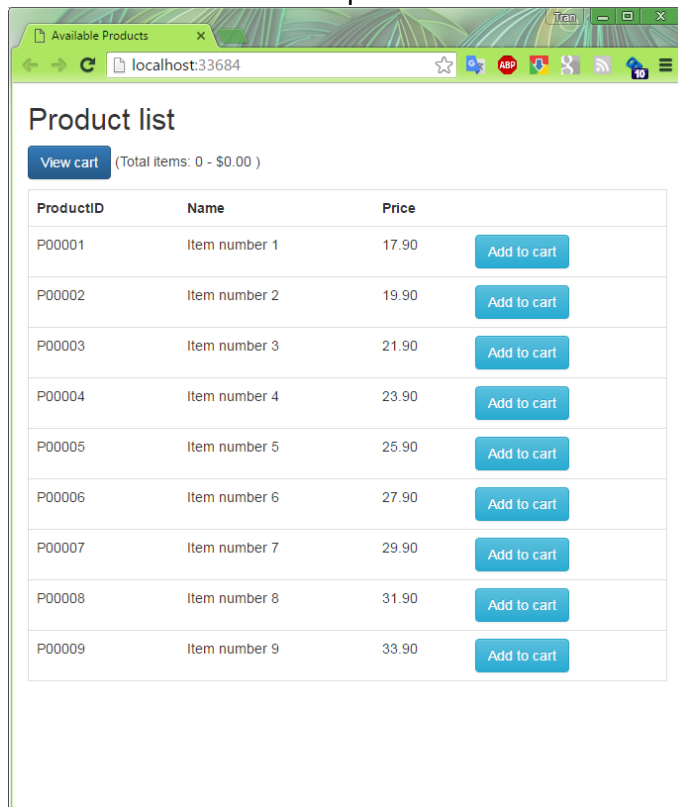 Tran
Available Products
localhost:33684
ABP
10
Product list
View cart (Total items: 0 - $0.00 )
ProductID Name Price
P00001 Item number 1 17.90 Add to cart
P00002 Item number 2 19.90 Add to cart
P00003 Item number 3 21.90 Add to cart
P00004 Item number 4 23.90 Add to cart
P00005 Item number 5 25.90 Add to cart
P00006 Item number 6 27.90 Add to cart
P00007 Item number 7 29.90 Add to cart
P00008 Item number 8 31.90 Add to cart
P00009 Item number 9 33.90 Add to cart